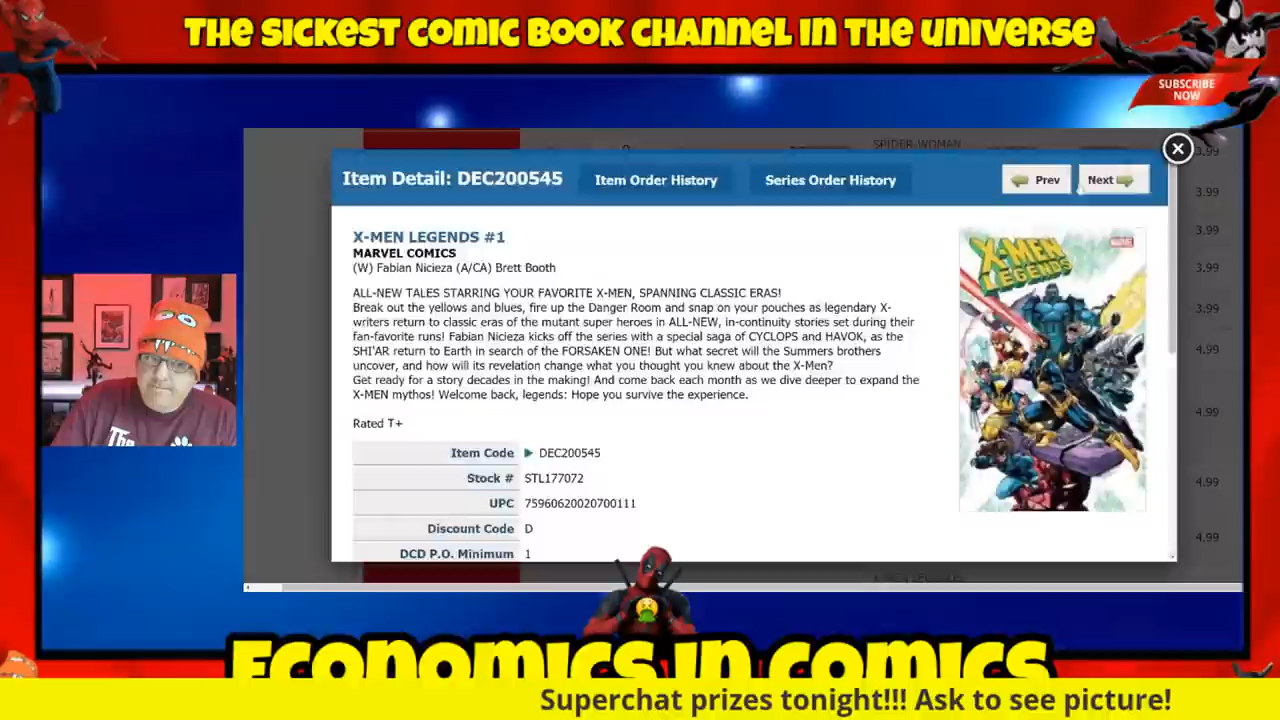 THE SICKEST COMIC BOOK CHANNEL IN THE UNIVERSE
SUBSCRIBE
NOW
SPIDER-WOMAN
3.99
Item Detail: DEC200545
Item Order History
Series Order History
Prev
Next
3.99
X-MEN LEGENDS #1
MARVEL COMICS
(W) Fabian Nicieza (A/CA) Brett Booth
ALL-NEW TALES STARRING YOUR FAVORITE X-MEN, SPANNING CLASSIC ERAS!
Break out the yellows and blues, fire up the Danger Room and snap on your pouches as legendary X-
writers return to classic eras of the mutant super heroes in ALL-NEW, in-continuity stories set during their
fan-favorite runs! Fabian Nicieza kicks off the series with a special saga of CYCLOPS and HAVOK, as the
SHI'AR return to Earth in search of the FORSAKEN ONE! But what secret will the Summers brothers
uncover, and how will its revelation change what you thought you knew about the X-Men?
Get ready for a story decades in the making! And come back each month as we dive deeper to expand the
X-MEN mythos! Welcome back, legends: Hope you survive the experience.
Rated T+
Item Code DEC200545
Stock # STL177072
UPC 75960620020700111
Discount Code D
DCD P.O. Minimum 1
X-MEN
LEGENDS
MARVEL
3.99
3.99
3.99
4.99
4.99
4.99
4.99
The
ECONOMICS IN COMICS
Superchat prizes tonight!!! Ask to see picture!